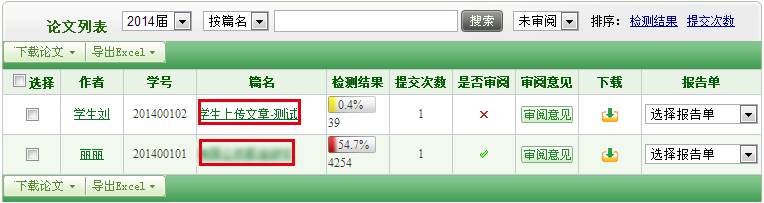 论文列表 2014届 按篇名 搜索 未审阅 排序: 检测结果 提交次数
下载论文 导出Excel
选择 作者 学号 篇名 检测结果 提交次数 是否审阅 审阅意见 下载 报告单
学生刘 201400102 学生上传文章-测试 0.4% 1 审阅意见 选择报告单
39
丽丽 201400101 54.7% 1 审阅意见 选择报告单
4254
下载论文 导出Excel